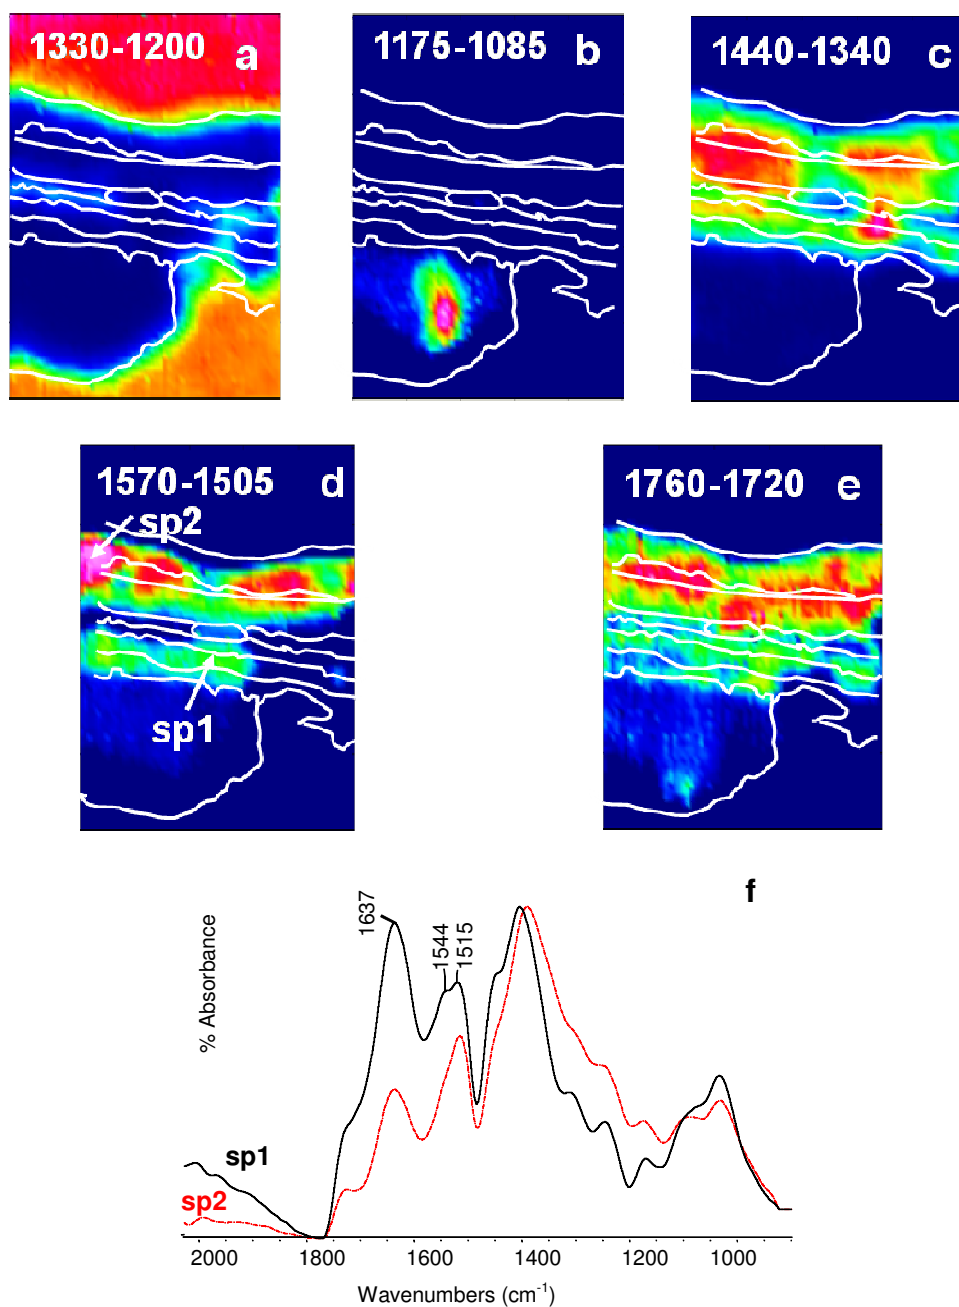 1330-1200 a
1175-1085 b
1440-1340 c
1570-1505 d
sp2
sp1
1760-1720 e
f
% Absorbance
1637
1544
1515
sp1
sp2
2000 1800 1600 1400 1200 1000
Wavenumbers (cm⁻¹)